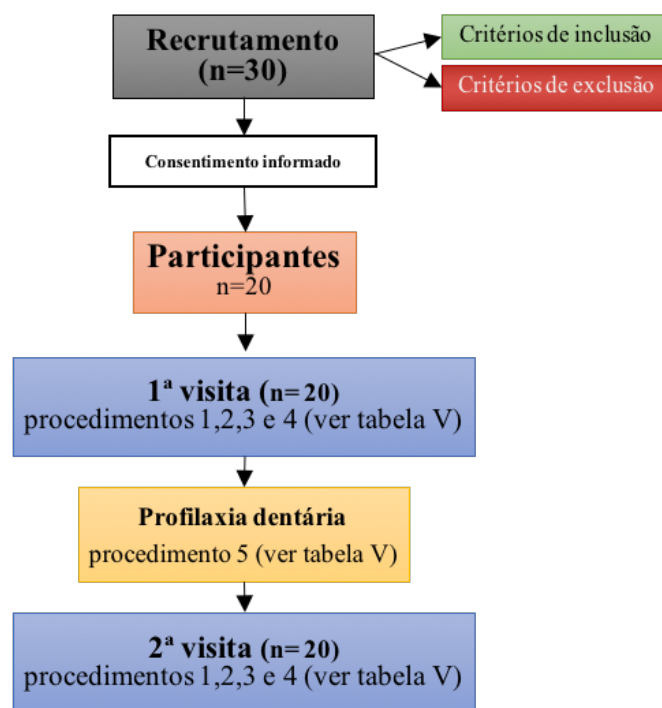 Recrutamento
(n=30)
Critérios de inclusão
Critérios de exclusão
Consentimento informado
Participantes
n=20
1ª visita (n= 20)
procedimentos 1,2,3 e 4 (ver tabela V)
Profilaxia dentária
procedimento 5 (ver tabela V)
2ª visita (n= 20)
procedimentos 1,2,3 e 4 (ver tabela V)